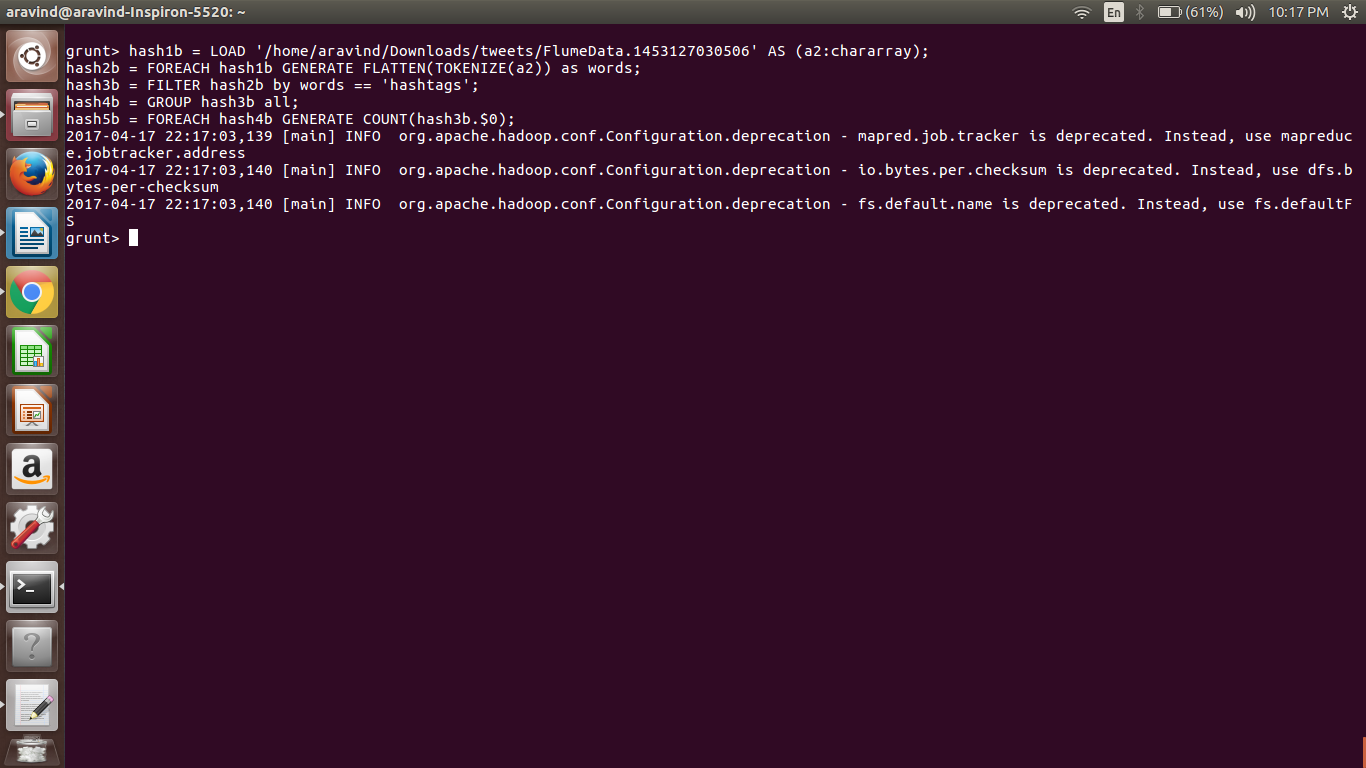 aravind@aravind-Inspiron-5520: ~
En
(61%)
10:17 PM
grunt> hash1b = LOAD '/home/aravind/Downloads/tweets/FlumeData.1453127030506' AS (a2:chararray);
hash2b = FOREACH hash1b GENERATE FLATTEN(TOKENIZE(a2)) as words;
hash3b = FILTER hash2b by words == 'hashtags';
hash4b = GROUP hash3b all;
hash5b = FOREACH hash4b GENERATE COUNT(hash3b.$0);
2017-04-17 22:17:03,139 [main] INFO  org.apache.hadoop.conf.Configuration.deprecation - mapred.job.tracker is deprecated. Instead, use mapreduc
e.jobtracker.address
2017-04-17 22:17:03,140 [main] INFO  org.apache.hadoop.conf.Configuration.deprecation - io.bytes.per.checksum is deprecated. Instead, use dfs.b
ytes-per-checksum
2017-04-17 22:17:03,140 [main] INFO  org.apache.hadoop.conf.Configuration.deprecation - fs.default.name is deprecated. Instead, use fs.defaultF
S
grunt>